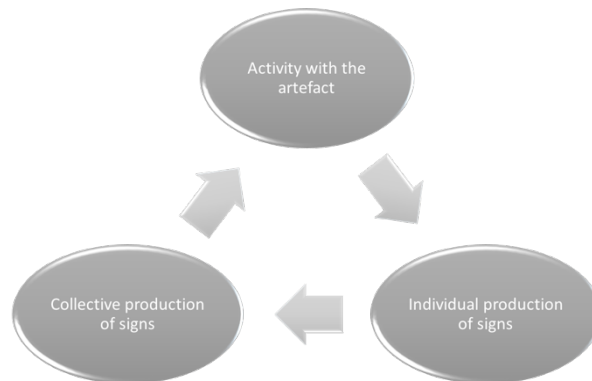 Activity with the
artefact
Collective production
of signs
Individual production
of signs